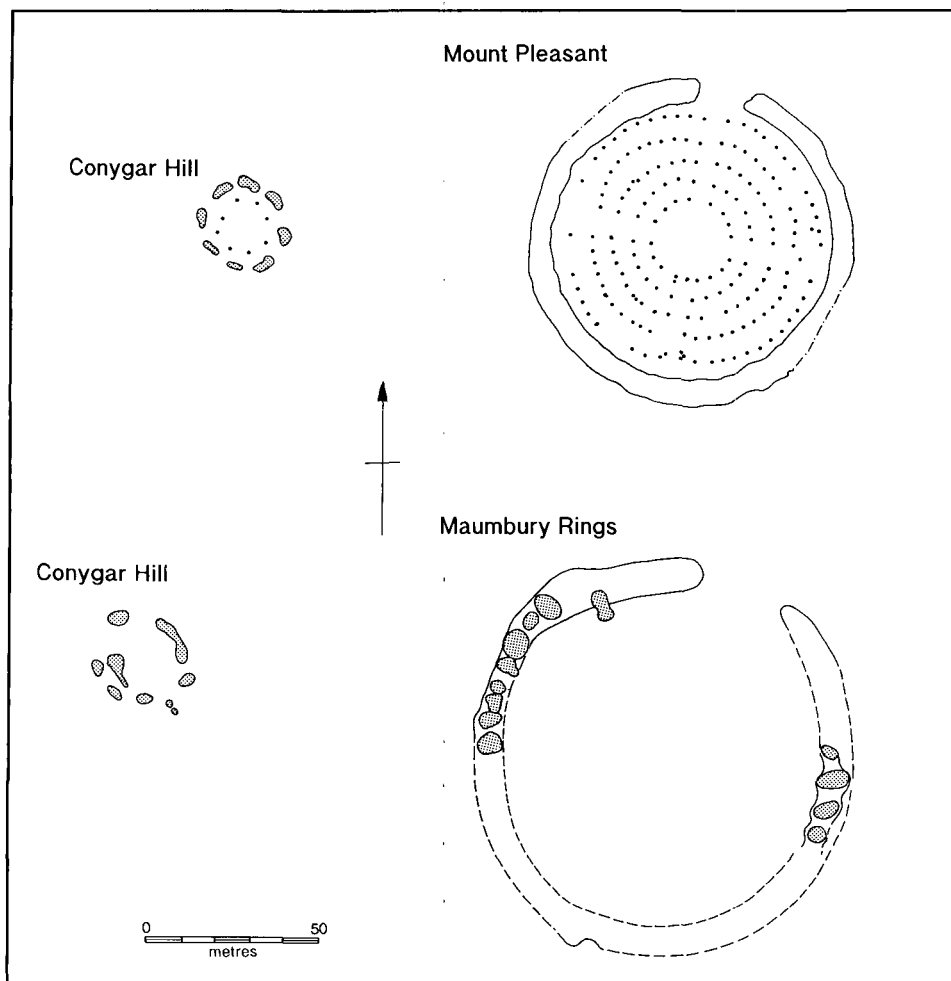 Mount Pleasant
Conygar Hill
Maumbury Rings
Conygar Hill
0 50
metres